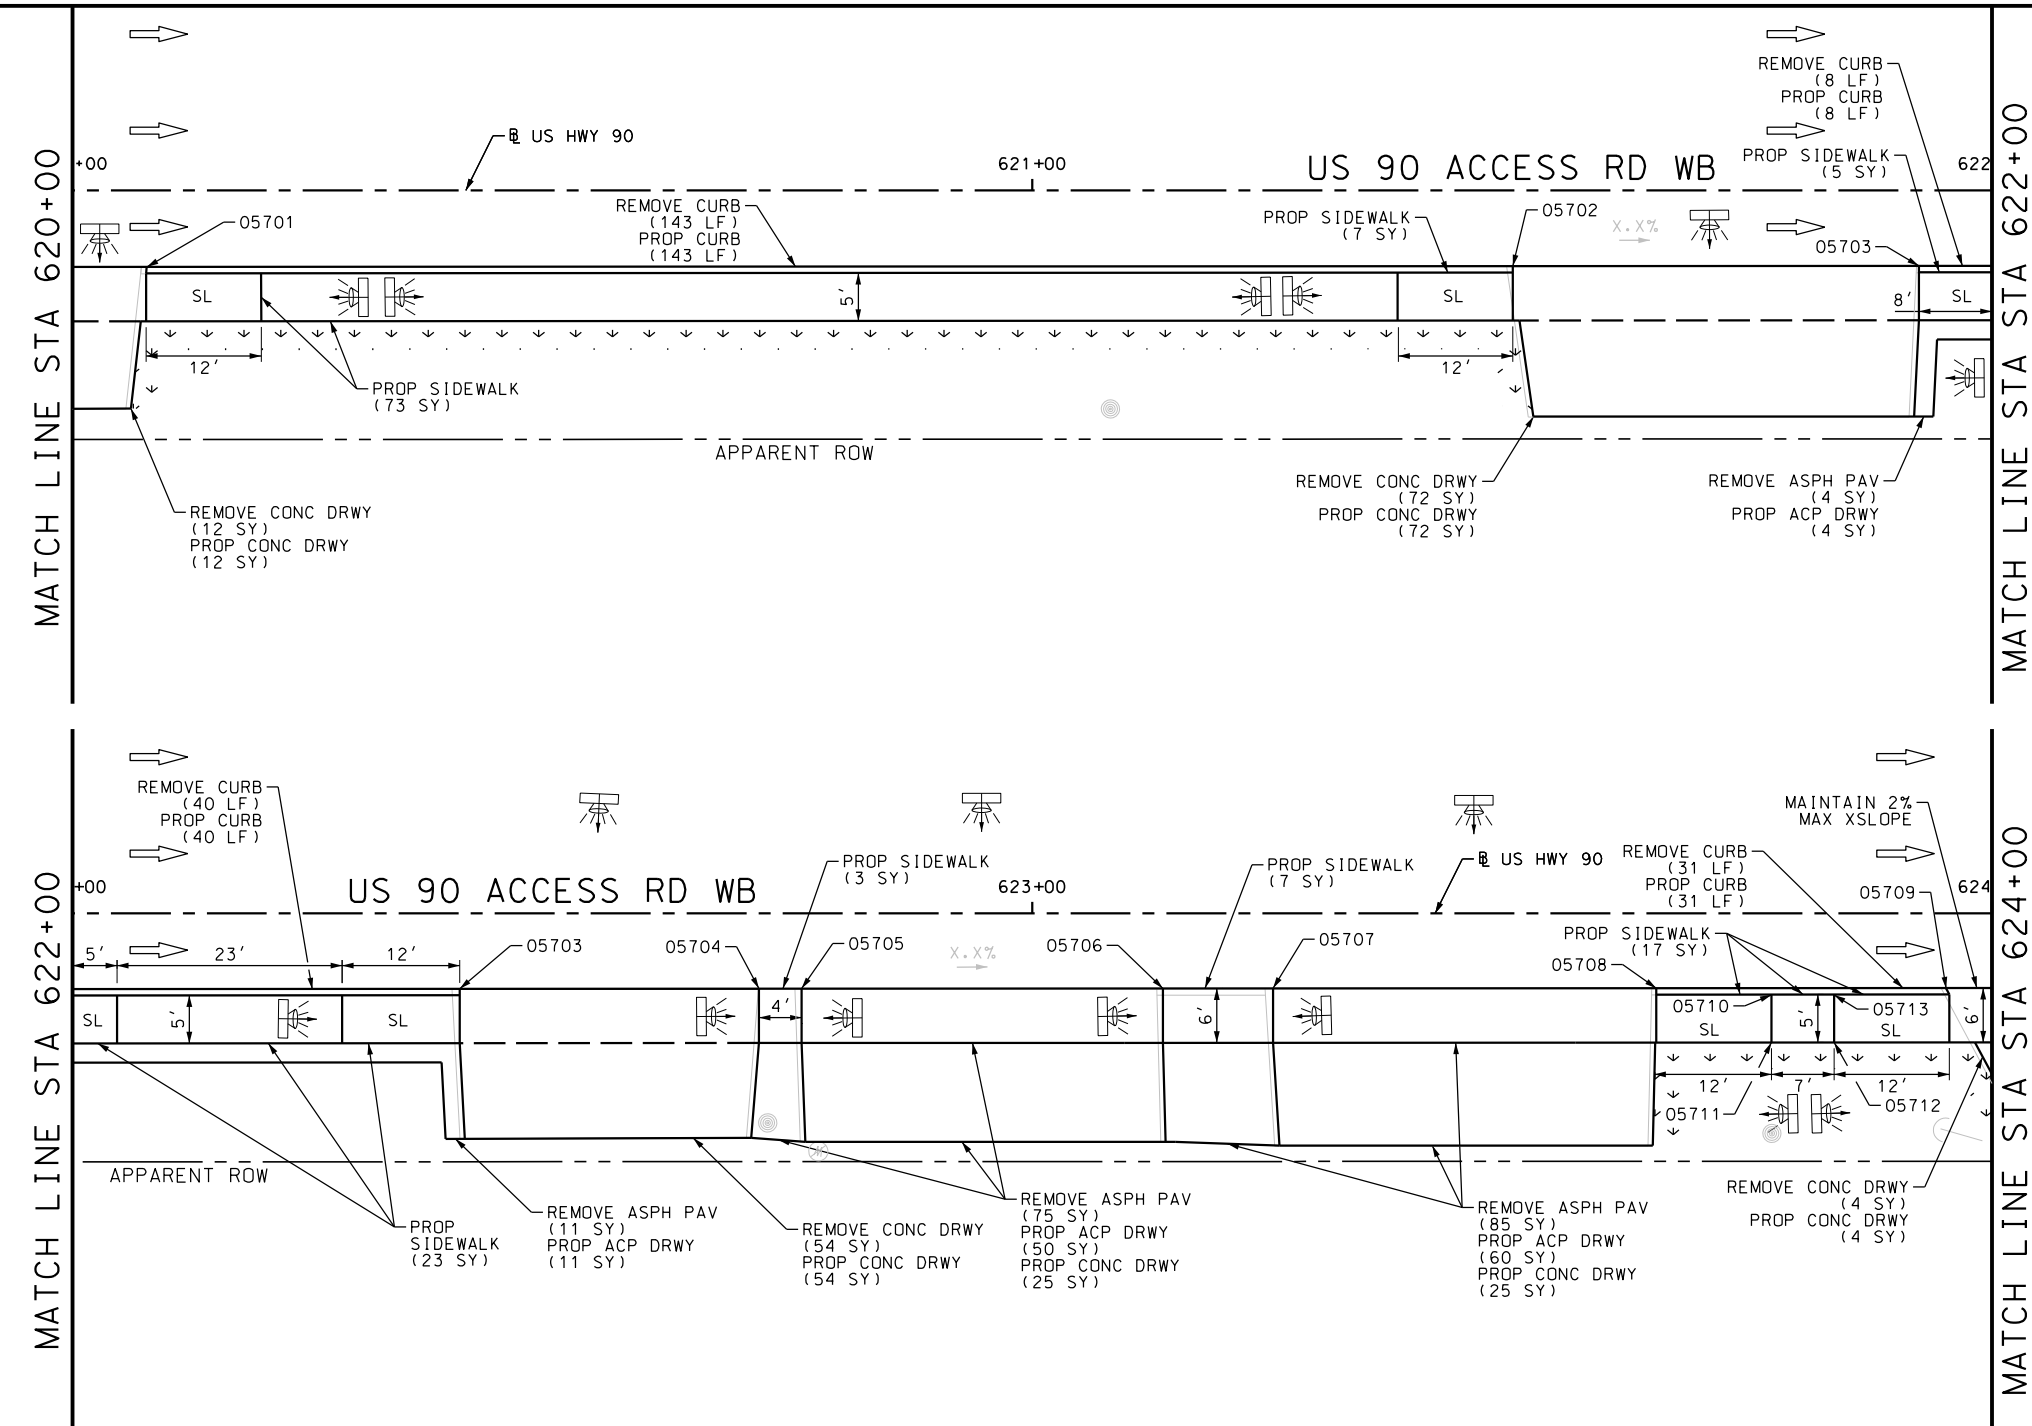 MATCH LINE STA 620+00
REMOVE CURB
(8 LF)
PROP CURB
(8 LF)
℄ US HWY 90
+00
621+00
US 90 ACCESS RD WB
PROP SIDEWALK
(5 SY)
622
05701
REMOVE CURB
(143 LF)
PROP CURB
(143 LF)
PROP SIDEWALK
(7 SY)
05702
X.X%
05703
SL
5'
SL
8'
SL
12'
12'
PROP SIDEWALK
(73 SY)
APPARENT ROW
REMOVE CONC DRWY
(12 SY)
PROP CONC DRWY
(12 SY)
REMOVE CONC DRWY
(72 SY)
PROP CONC DRWY
(72 SY)
REMOVE ASPH PAV
(4 SY)
PROP ACP DRWY
(4 SY)
MATCH LINE STA 622+00
MATCH LINE STA 622+00
REMOVE CURB
(40 LF)
PROP CURB
(40 LF)
MAINTAIN 2%
MAX XSLOPE
PROP SIDEWALK
(3 SY)
PROP SIDEWALK
(7 SY)
℄ US HWY 90
REMOVE CURB
(31 LF)
PROP CURB
(31 LF)
+00
US 90 ACCESS RD WB
623+00
05709
624
5'
23'
12'
05703
05704
05705
X.X%
05706
05707
PROP SIDEWALK
(17 SY)
05708
SL
5'
SL
4'
6'
05710
SL
5'
05713
SL
6'
12'
7'
12'
05711
05712
APPARENT ROW
PROP
SIDEWALK
(23 SY)
REMOVE ASPH PAV
(11 SY)
PROP ACP DRWY
(11 SY)
REMOVE CONC DRWY
(54 SY)
PROP CONC DRWY
(54 SY)
REMOVE ASPH PAV
(75 SY)
PROP ACP DRWY
(50 SY)
PROP CONC DRWY
(25 SY)
REMOVE ASPH PAV
(85 SY)
PROP ACP DRWY
(60 SY)
PROP CONC DRWY
(25 SY)
REMOVE CONC DRWY
(4 SY)
PROP CONC DRWY
(4 SY)
MATCH LINE STA 624+00